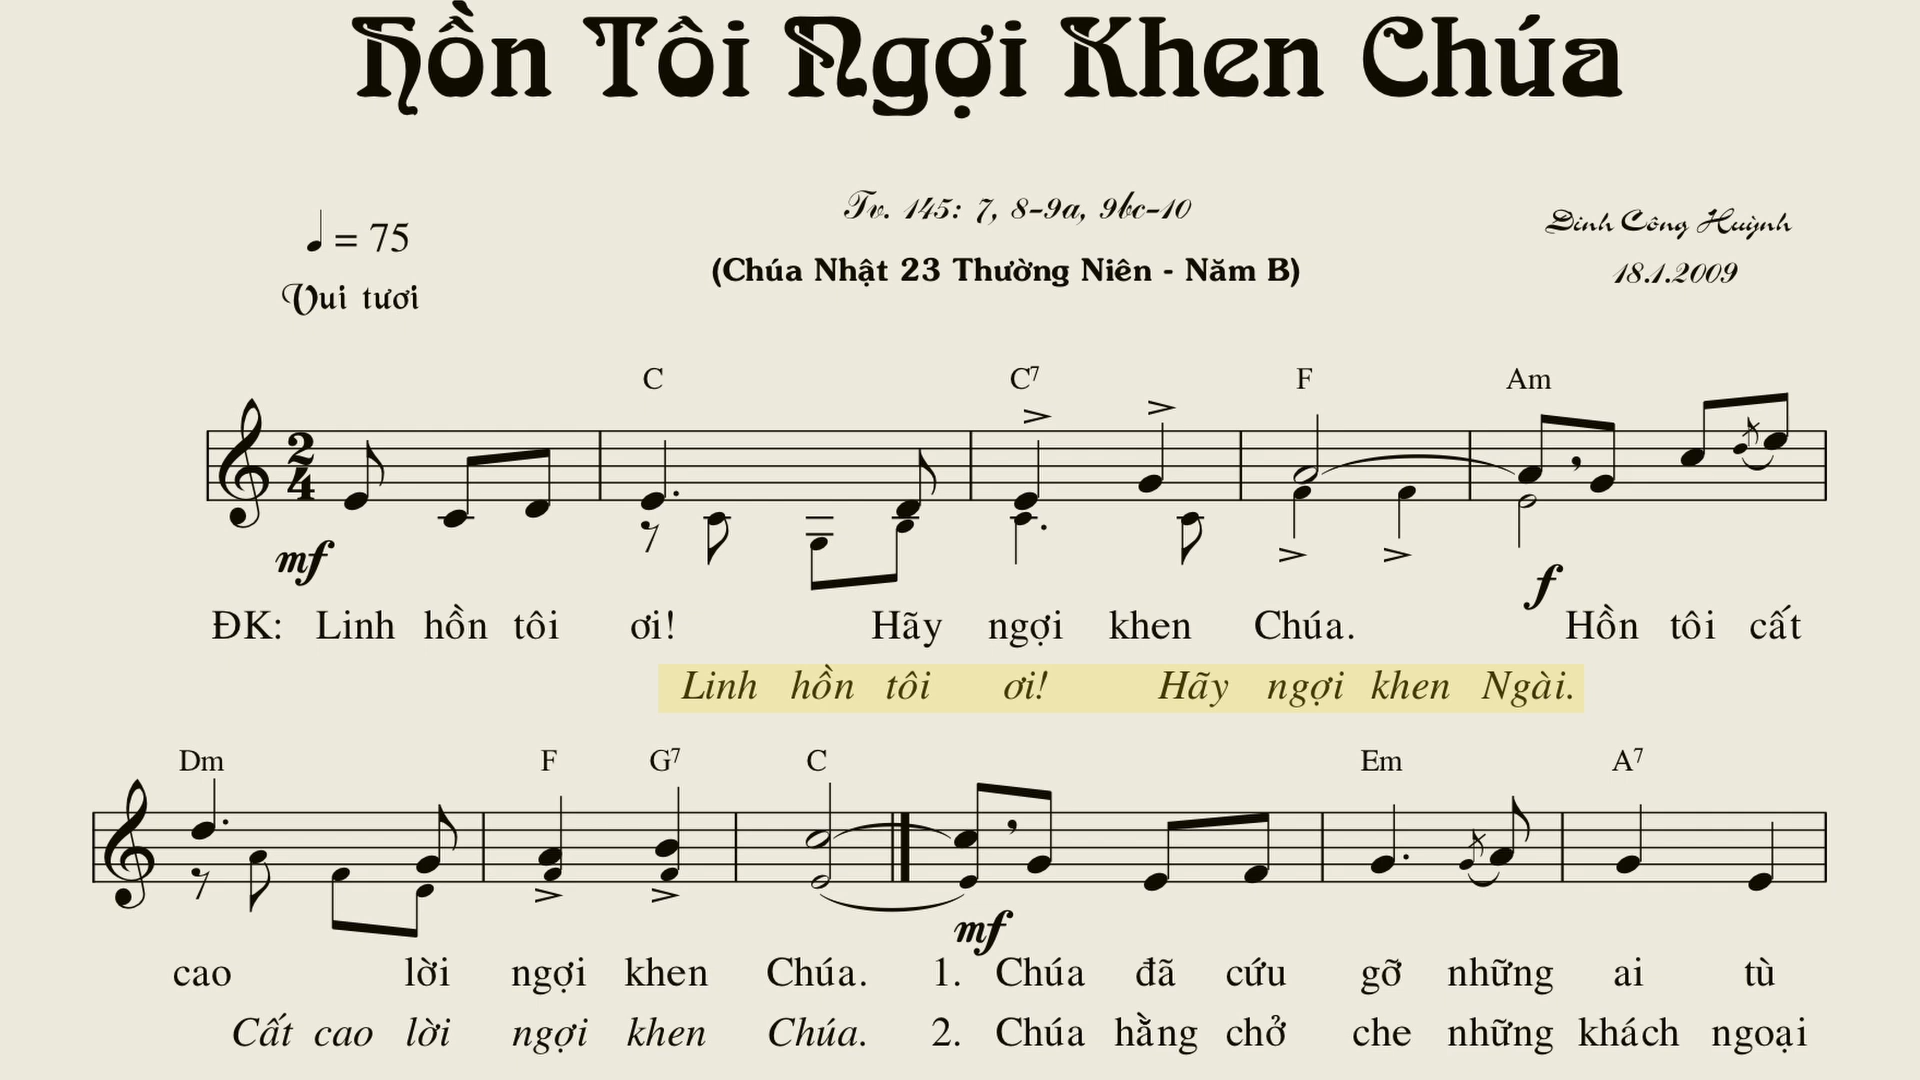 Hồn Tôi Ngợi Khen Chúa
Tv. 145: 7, 8-9a, 9bc-10
Đinh Công Huỳnh
♩ = 75
(Chúa Nhật 23 Thường Niên - Năm B)
18.1.2009
Vui tươi
C C7 F Am
2/4
mf f
ĐK: Linh hồn tôi ơi! Hãy ngợi khen Chúa. Hồn tôi cất
Linh hồn tôi ơi! Hãy ngợi khen Ngài.
Dm F G7 C Em A7
mf
cao lời ngợi khen Chúa. 1. Chúa đã cứu gỡ những ai tù
Cất cao lời ngợi khen Chúa. 2. Chúa hằng chở che những khách ngoại